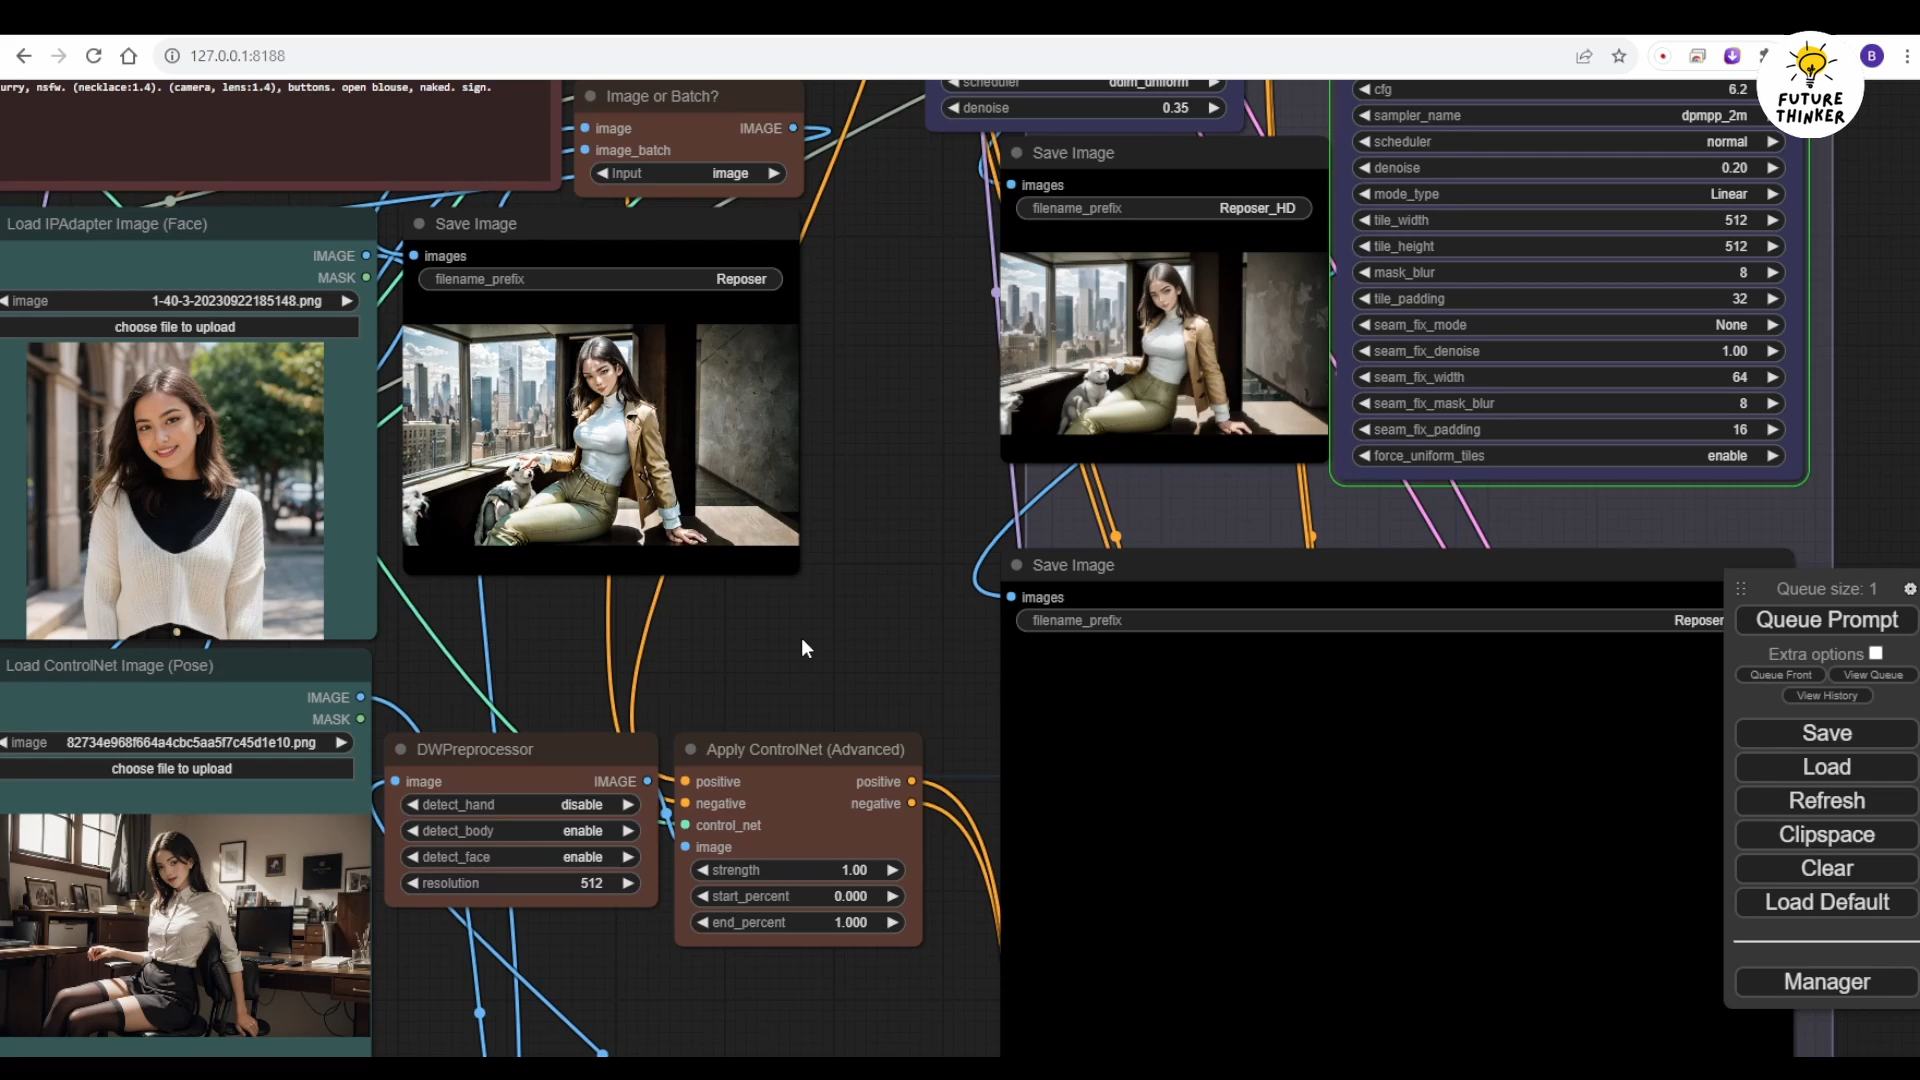 127.0.0.1:8188
B
FUTURE
THINKER
urry, nsfw. (necklace:1.4). (camera, lens:1.4), buttons. open blouse, naked. sign.
Image or Batch?
image IMAGE
image_batch
Input image
Load IPAdapter Image (Face)
IMAGE
MASK
image 1-40-3-20230922185148.png
choose file to upload
Save Image
images
filename_prefix Reposer
Load ControlNet Image (Pose)
IMAGE
MASK
image 82734e968f664a4cbc5aa5f7c45d1e10.png
choose file to upload
DWPreprocessor
image IMAGE
detect_hand disable
detect_body enable
detect_face enable
resolution 512
Apply ControlNet (Advanced)
positive positive
negative negative
control_net
image
strength 1.00
start_percent 0.000
end_percent 1.000
scheduler ddim_uniform
denoise 0.35
Save Image
images
filename_prefix Reposer_HD
cfg 6.2
sampler_name dpmpp_2m
scheduler normal
denoise 0.20
mode_type Linear
tile_width 512
tile_height 512
mask_blur 8
tile_padding 32
seam_fix_mode None
seam_fix_denoise 1.00
seam_fix_width 64
seam_fix_mask_blur 8
seam_fix_padding 16
force_uniform_tiles enable
Save Image
images
filename_prefix Reposer
Queue size: 1
Queue Prompt
Extra options
Queue Front View Queue
View History
Save
Load
Refresh
Clipspace
Clear
Load Default
Manager